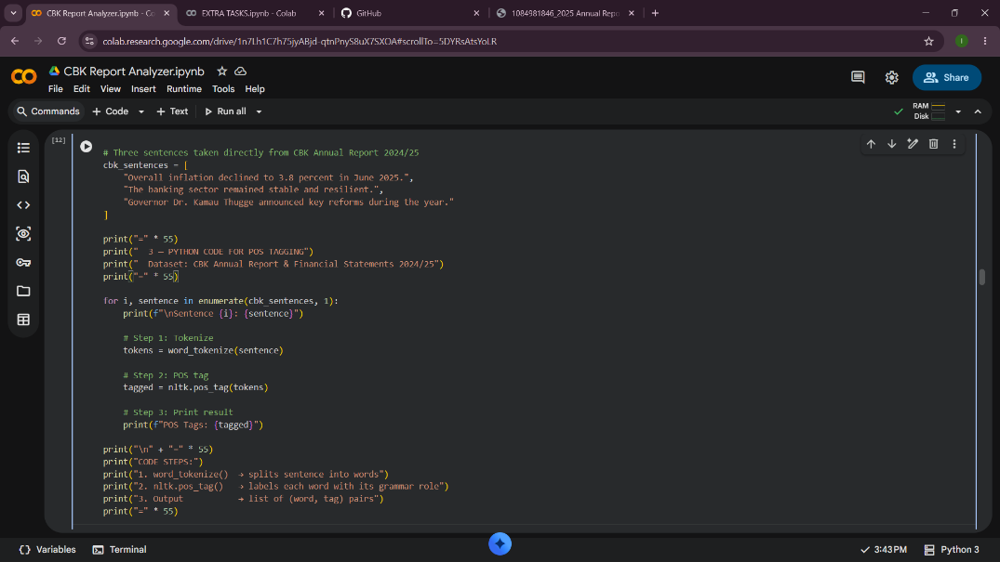 CBK Report Analyzer.ipynb - Co
EXTRA TASKS.ipynb - Colab
GitHub
1084981846_2025 Annual Repo
colab.research.google.com/drive/1n7Lh1C7h75jyABjd-qtnPnyS8uX7SXOA#scrollTo=5DYRsAtsYoLR
I
CBK Report Analyzer.ipynb
File Edit View Insert Runtime Tools Help
Share
Commands + Code + Text Run all
RAM
Disk
[12]
# Three sentences taken directly from CBK Annual Report 2024/25
cbk_sentences = [
"Overall inflation declined to 3.8 percent in June 2025.",
"The banking sector remained stable and resilient.",
"Governor Dr. Kamau Thugge announced key reforms during the year."
]
print("=" * 55)
print("  3 — PYTHON CODE FOR POS TAGGING")
print("  Dataset: CBK Annual Report & Financial Statements 2024/25")
print("=" * 55)
for i, sentence in enumerate(cbk_sentences, 1):
print(f"\nSentence {i}: {sentence}")
# Step 1: Tokenize
tokens = word_tokenize(sentence)
# Step 2: POS tag
tagged = nltk.pos_tag(tokens)
# Step 3: Print result
print(f"POS Tags: {tagged}")
print("\n" + "=" * 55)
print("CODE STEPS:")
print("1. word_tokenize()  → splits sentence into words")
print("2. nltk.pos_tag()   → labels each word with its grammar role")
print("3. Output           → list of (word, tag) pairs")
print("=" * 55)
Variables
Terminal
3:43 PM
Python 3